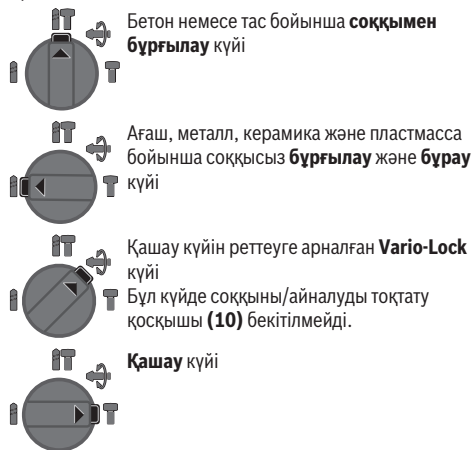 Бетон немесе тас бойынша соққымен
бұрғылау күйі
Ағаш, металл, керамика және пластмасса
бойынша соққысыз бұрғылау және бұрау
күйі
Қашау күйін реттеуге арналған Vario-Lock
күйі
Бұл күйде соққыны/айналуды тоқтату
қосқышы (10) бекітілмейді.
Қашау күйі